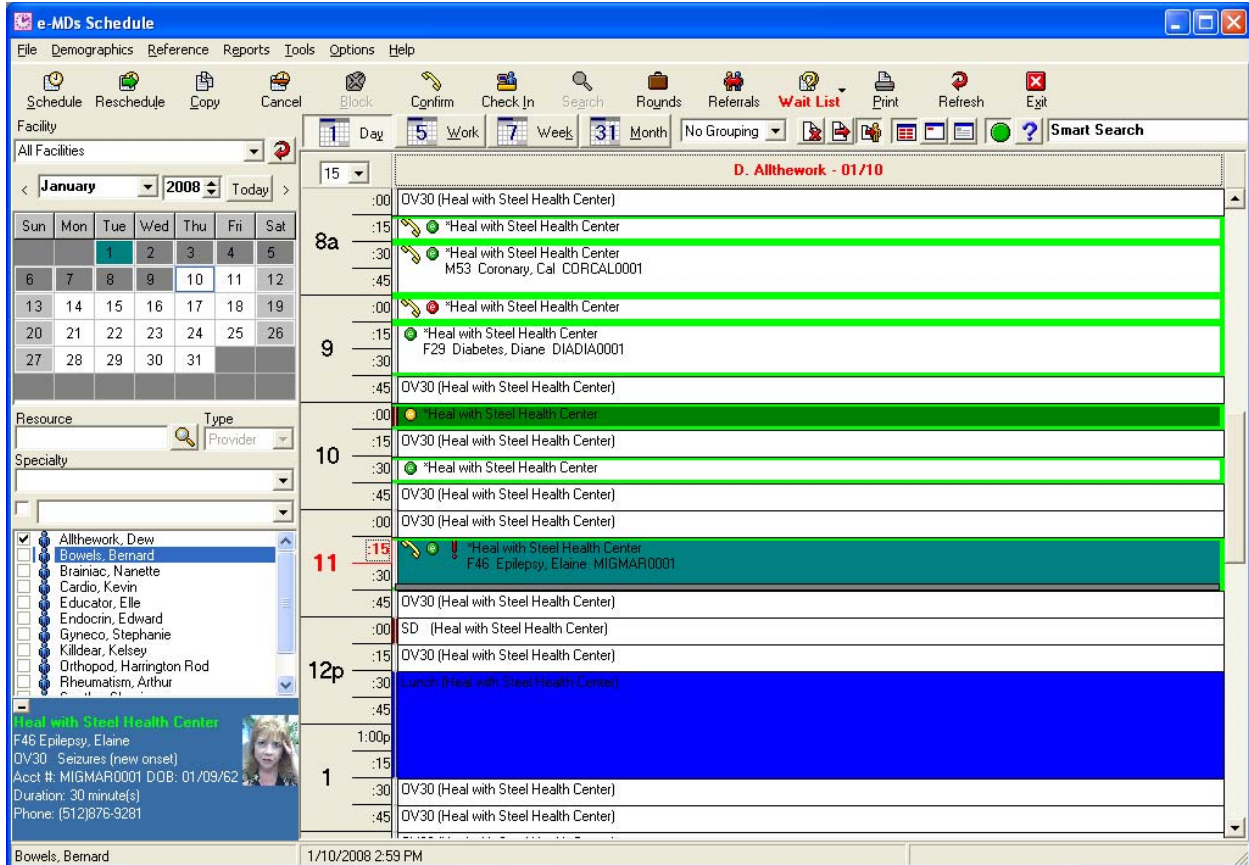 e-MDs Schedule
File Demographics Reference Reports Tools Options Help
Schedule Reschedule Copy Cancel Block Confirm Check In Search Rounds Referrals Wait List Print Refresh Exit
Facility
All Facilities
1 Day 5 Work 7 Week 31 Month No Grouping Smart Search
< January 2008 Today >
Sun Mon Tue Wed Thu Fri Sat
1 2 3 4 5
6 7 8 9 10 11 12
13 14 15 16 17 18 19
20 21 22 23 24 25 26
27 28 29 30 31
Resource Type
Provider
Specialty
Allthework, Dew
Bowels, Bernard
Brainiac, Nanette
Cardio, Kevin
Educator, Elle
Endocrin, Edward
Gyneco, Stephanie
Killdear, Kelsey
Orthopod, Harrington Rod
Rheumatism, Arthur
Heal with Steel Health Center
F46 Epilepsy, Elaine
OV30 Seizures (new onset)
Acct #: MIGMAR0001 DOB: 01/09/62
Duration: 30 minute(s)
Phone: (512)876-9281
15 D. Allthework - 01/10
8a
:00 OV30 (Heal with Steel Health Center)
:15 *Heal with Steel Health Center
:30 *Heal with Steel Health Center
M53 Coronary, Cal CORCAL0001
:45
9
:00 *Heal with Steel Health Center
:15 *Heal with Steel Health Center
F29 Diabetes, Diane DIADIA0001
:30
:45 OV30 (Heal with Steel Health Center)
10
:00 *Heal with Steel Health Center
:15 OV30 (Heal with Steel Health Center)
:30 *Heal with Steel Health Center
:45 OV30 (Heal with Steel Health Center)
11
:00 OV30 (Heal with Steel Health Center)
:15 *Heal with Steel Health Center
F46 Epilepsy, Elaine MIGMAR0001
:30
:45 OV30 (Heal with Steel Health Center)
12p
:00 SD (Heal with Steel Health Center)
:15 OV30 (Heal with Steel Health Center)
:30 Lunch (Heal with Steel Health Center)
:45
1
1:00p
:15
:30 OV30 (Heal with Steel Health Center)
:45 OV30 (Heal with Steel Health Center)
Bowels, Bernard 1/10/2008 2:59 PM